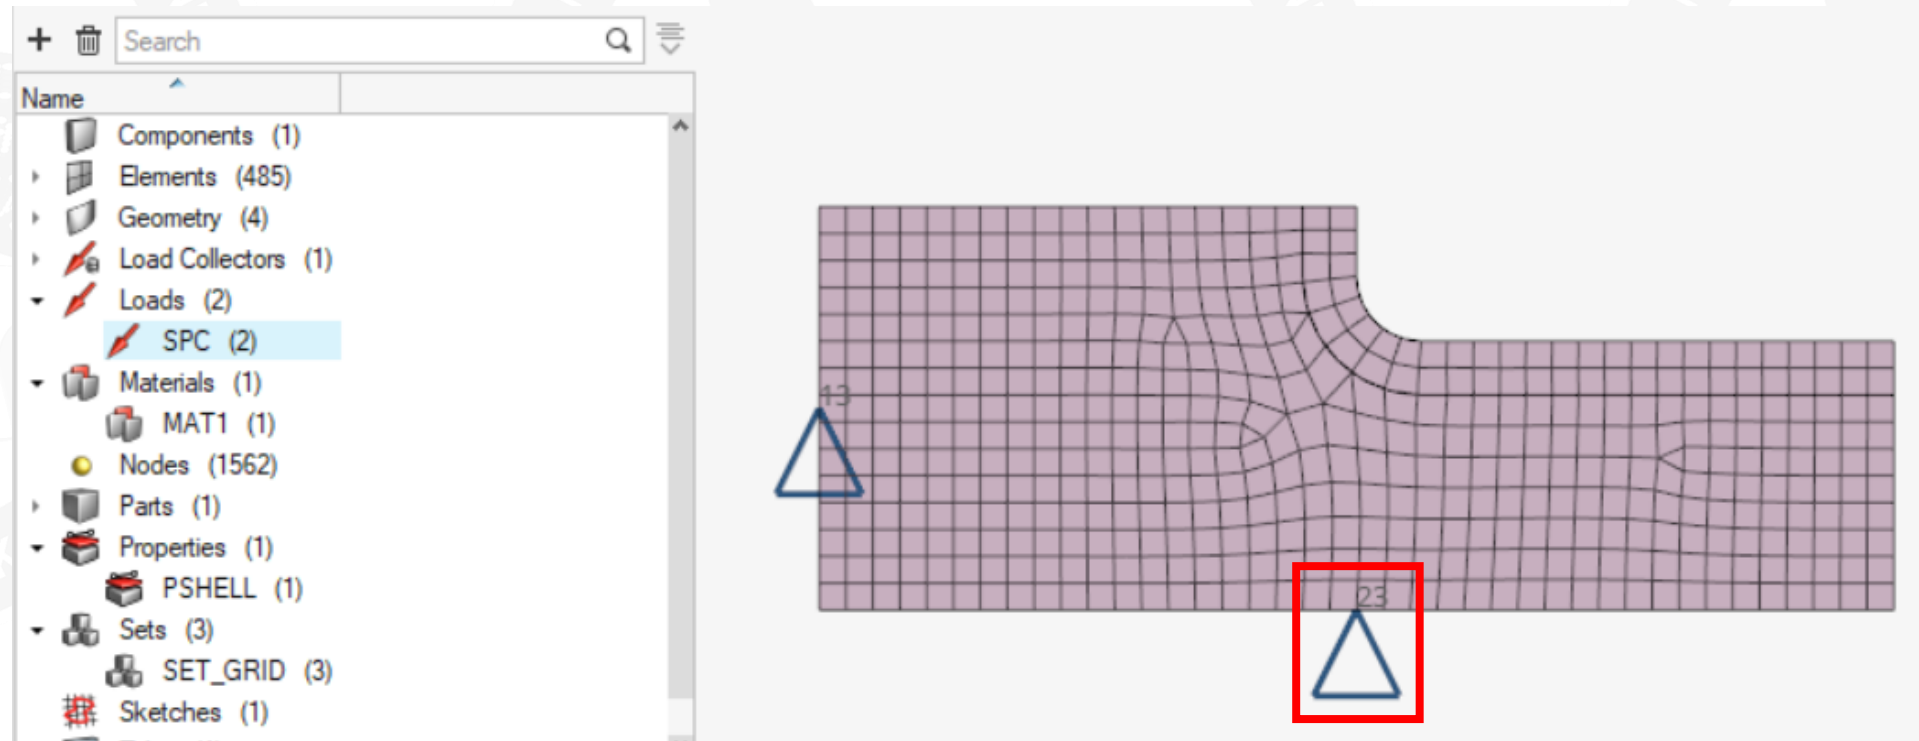 Search
Name
Components (1)
Elements (485)
Geometry (4)
Load Collectors (1)
Loads (2)
SPC (2)
Materials (1)
MAT1 (1)
Nodes (1562)
Parts (1)
Properties (1)
PSHELL (1)
Sets (3)
SET_GRID (3)
Sketches (1)
13
23